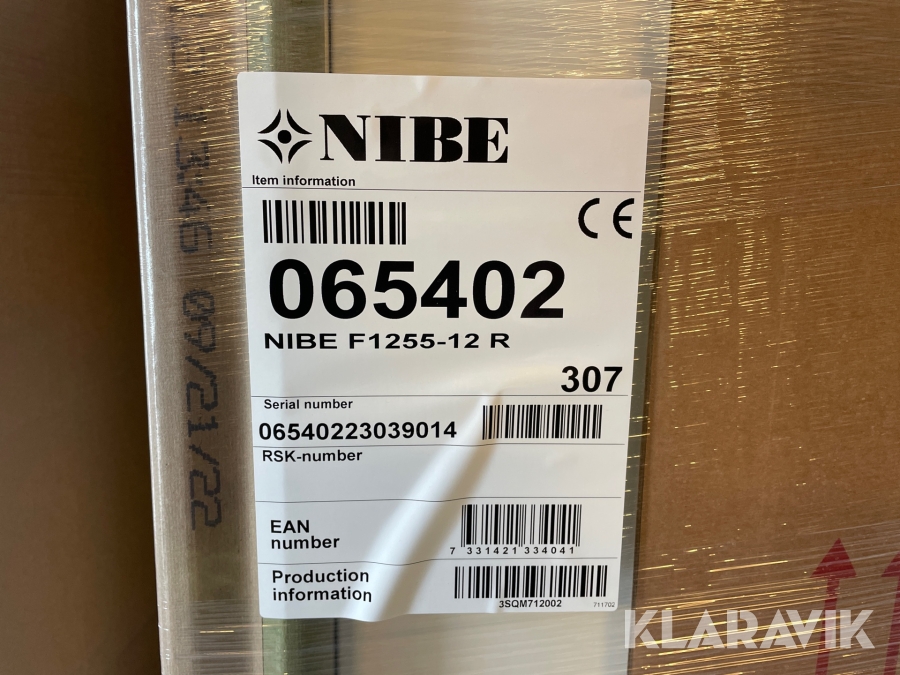 NIBE
Item information
CE
065402
NIBE F1255-12 R
307
Serial number
06540223039014
RSK-number
EAN
number
7 331421 334041
Production
information
3SQM712002
711702
1346 09/21/22
KLARAVIK